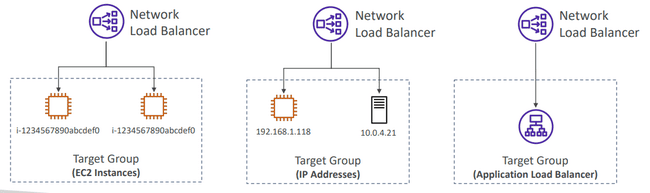 Network
Load Balancer
i-1234567890abcdef0
i-1234567890abcdef0
Target Group
(EC2 Instances)
Network
Load Balancer
192.168.1.118
10.0.4.21
Target Group
(IP Addresses)
Network
Load Balancer
Target Group
(Application Load Balancer)